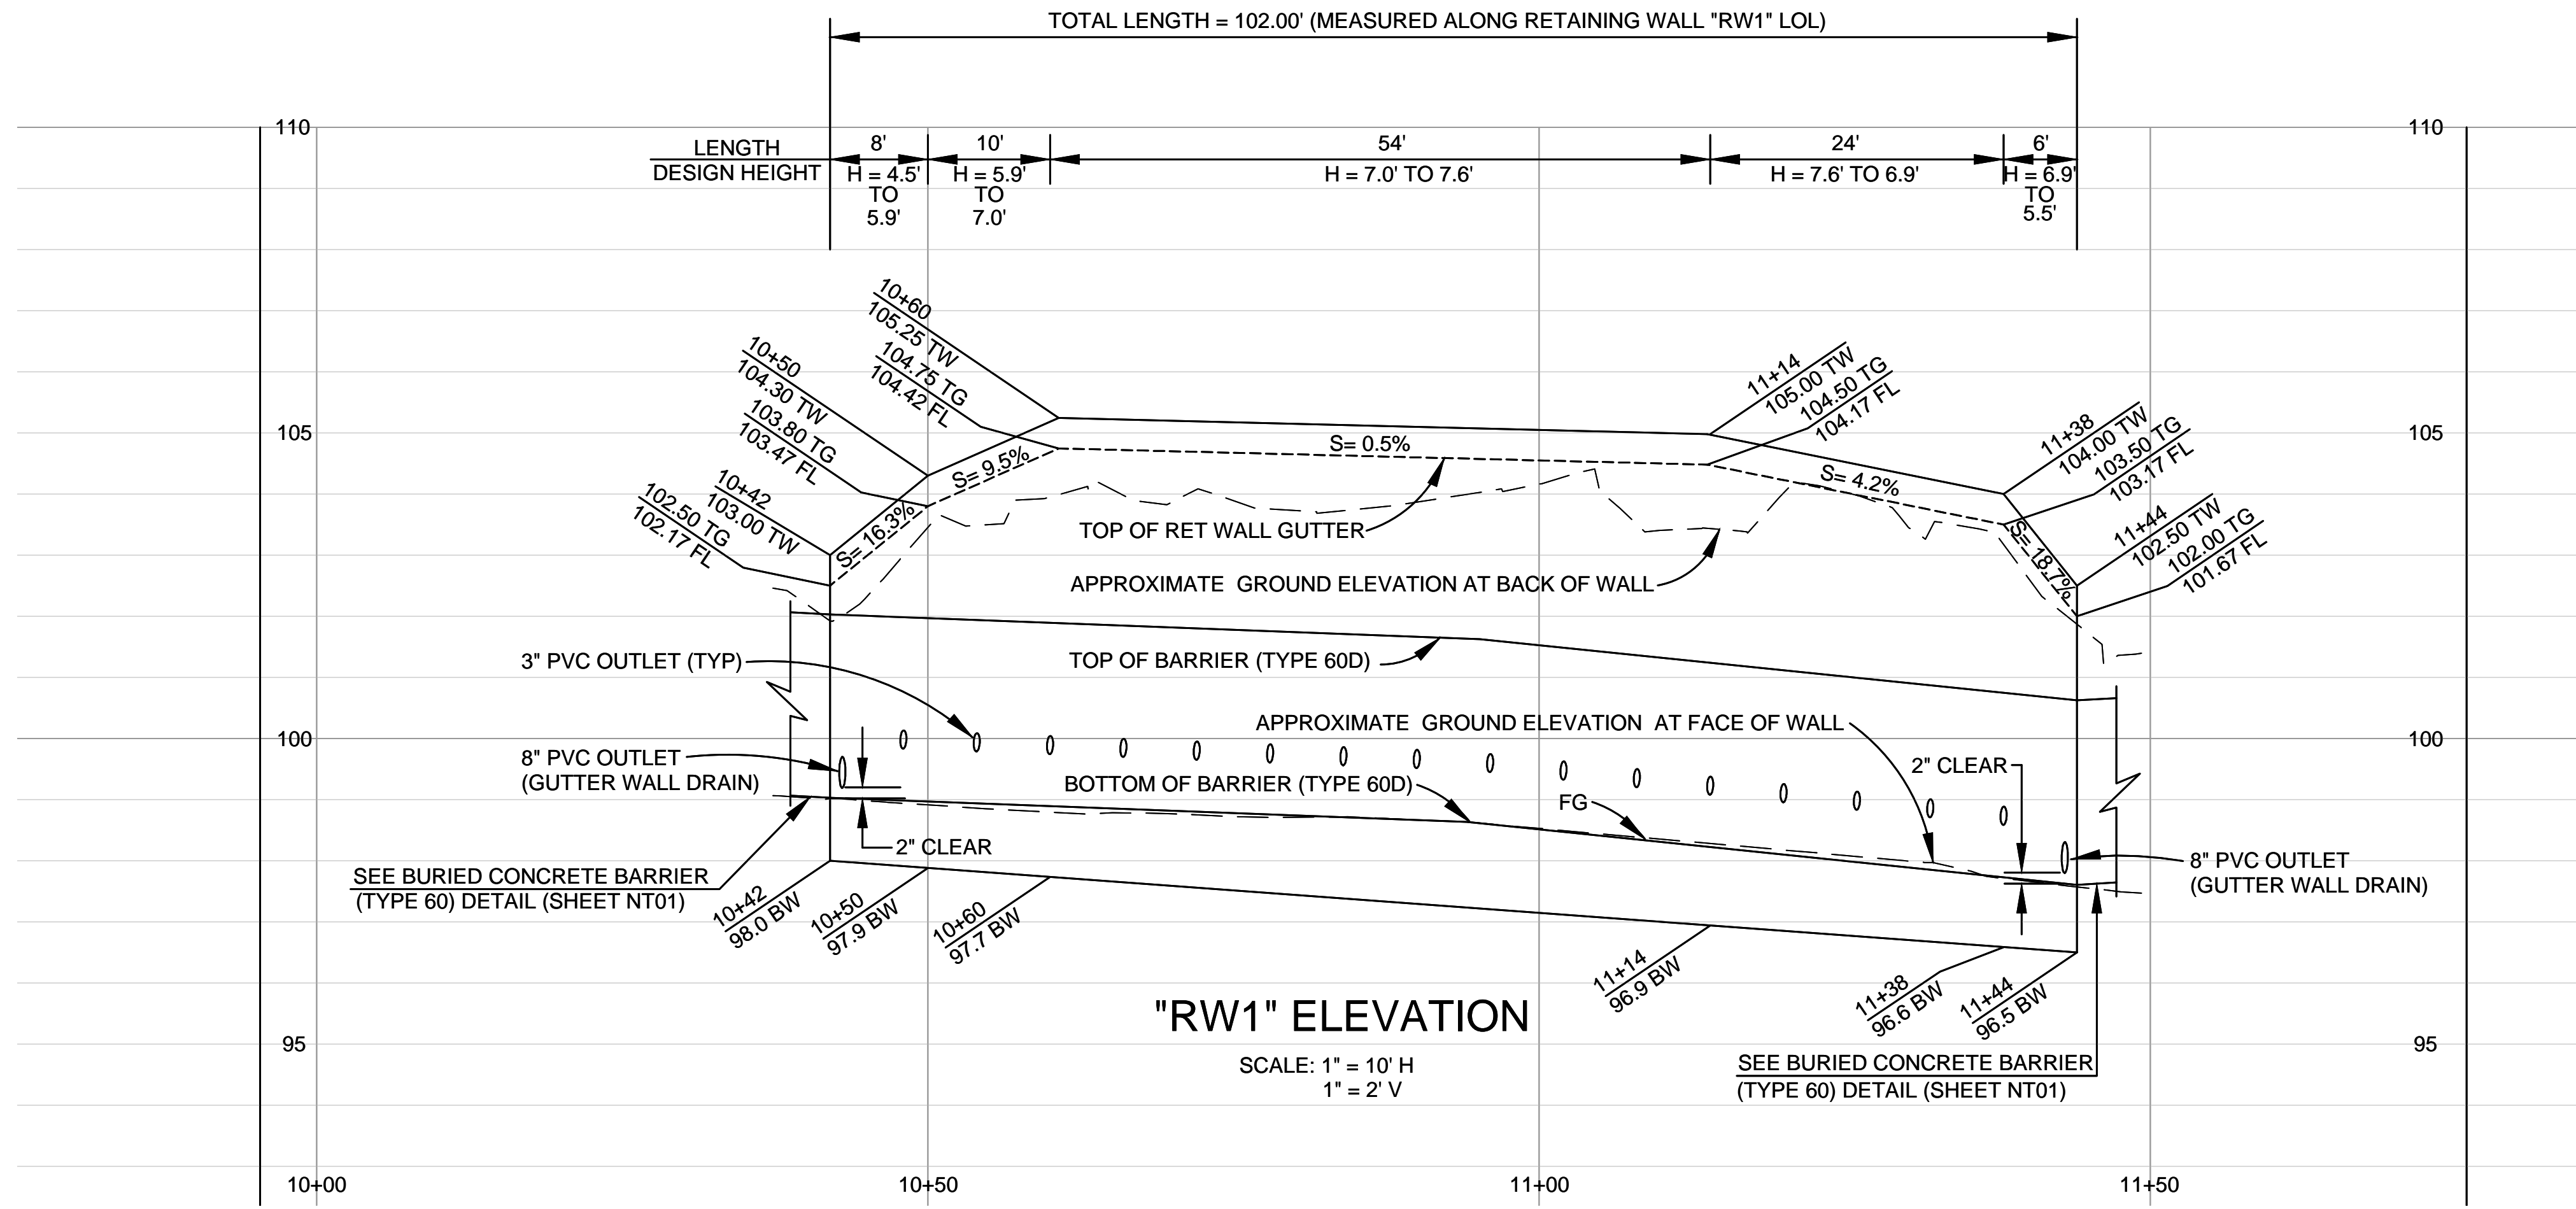 TOTAL LENGTH = 102.00' (MEASURED ALONG RETAINING WALL "RW1" LOL)
110
110
LENGTH
DESIGN HEIGHT
8'
H = 4.5'
TO
5.9'
10'
H = 5.9'
TO
7.0'
54'
H = 7.0' TO 7.6'
24'
H = 7.6' TO 6.9'
6'
H = 6.9'
TO
5.5'
10+60
105.25 TW
104.75 TG
104.42 FL
10+50
104.30 TW
103.80 TG
103.47 FL
10+42
103.00 TW
102.50 TG
102.17 FL
11+14
105.00 TW
104.50 TG
104.17 FL
11+38
104.00 TW
103.50 TG
103.17 FL
11+44
102.50 TW
102.00 TG
101.67 FL
105
105
S= 16.3%
S= 9.5%
S= 0.5%
S= 4.2%
S= 18.7%
TOP OF RET WALL GUTTER
APPROXIMATE GROUND ELEVATION AT BACK OF WALL
3" PVC OUTLET (TYP)
TOP OF BARRIER (TYPE 60D)
APPROXIMATE GROUND ELEVATION AT FACE OF WALL
100
100
8" PVC OUTLET
(GUTTER WALL DRAIN)
BOTTOM OF BARRIER (TYPE 60D)
FG
2" CLEAR
2" CLEAR
8" PVC OUTLET
(GUTTER WALL DRAIN)
SEE BURIED CONCRETE BARRIER
(TYPE 60) DETAIL (SHEET NT01)
10+42
98.0 BW
10+50
97.9 BW
10+60
97.7 BW
11+14
96.9 BW
11+38
96.6 BW
11+44
96.5 BW
"RW1" ELEVATION
SCALE: 1" = 10' H
1" = 2' V
95
95
SEE BURIED CONCRETE BARRIER
(TYPE 60) DETAIL (SHEET NT01)
10+00
10+50
11+00
11+50